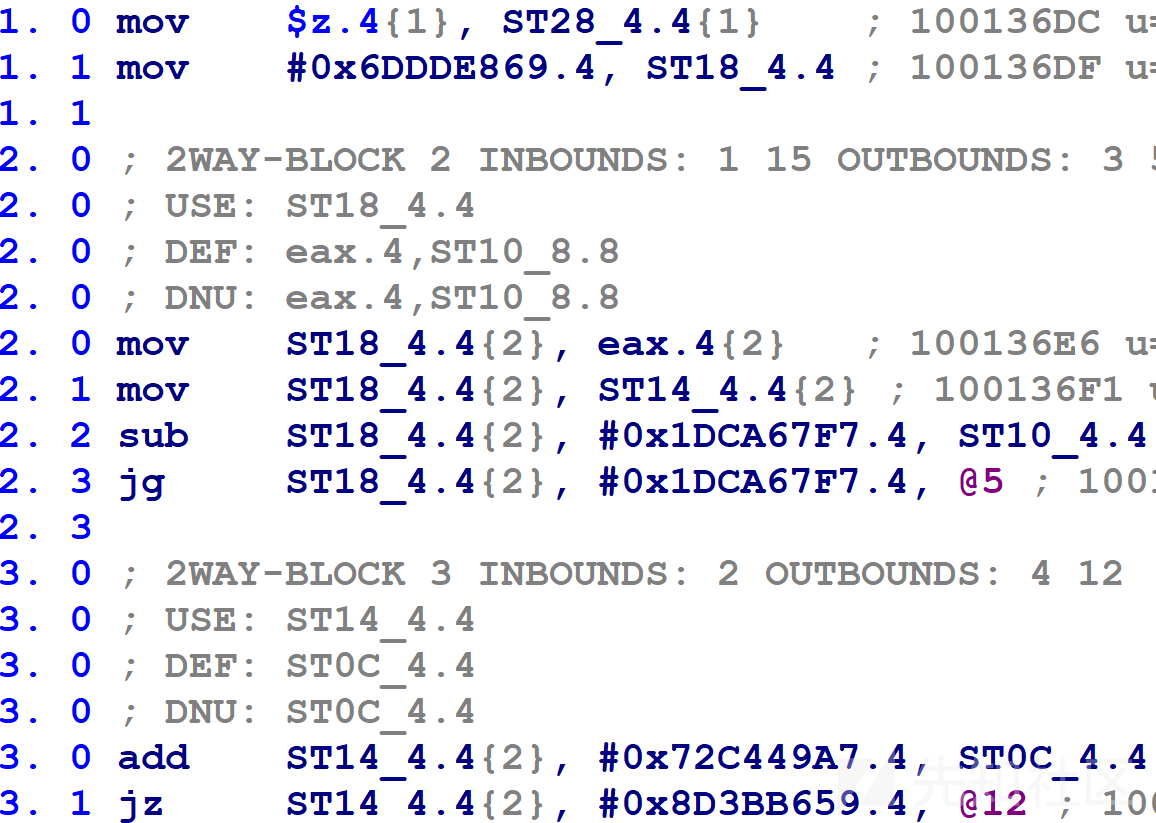 1. 0 mov $z.4{1}, ST28_4.4{1} ; 100136DC u=
1. 1 mov #0x6DDDE869.4, ST18_4.4 ; 100136DF u=
1. 1
2. 0 ; 2WAY-BLOCK 2 INBOUNDS: 1 15 OUTBOUNDS: 3 5
2. 0 ; USE: ST18_4.4
2. 0 ; DEF: eax.4,ST10_8.8
2. 0 ; DNU: eax.4,ST10_8.8
2. 0 mov ST18_4.4{2}, eax.4{2} ; 100136E6 u=
2. 1 mov ST18_4.4{2}, ST14_4.4{2} ; 100136F1 u
2. 2 sub ST18_4.4{2}, #0x1DCA67F7.4, ST10_4.4
2. 3 jg ST18_4.4{2}, #0x1DCA67F7.4, @5 ; 1001
2. 3
3. 0 ; 2WAY-BLOCK 3 INBOUNDS: 2 OUTBOUNDS: 4 12
3. 0 ; USE: ST14_4.4
3. 0 ; DEF: ST0C_4.4
3. 0 ; DNU: ST0C_4.4
3. 0 add ST14_4.4{2}, #0x72C449A7.4, ST0C_4.4
3. 1 jz ST14_4.4{2}, #0x8D3BB659.4, @12 ; 100
先知社区